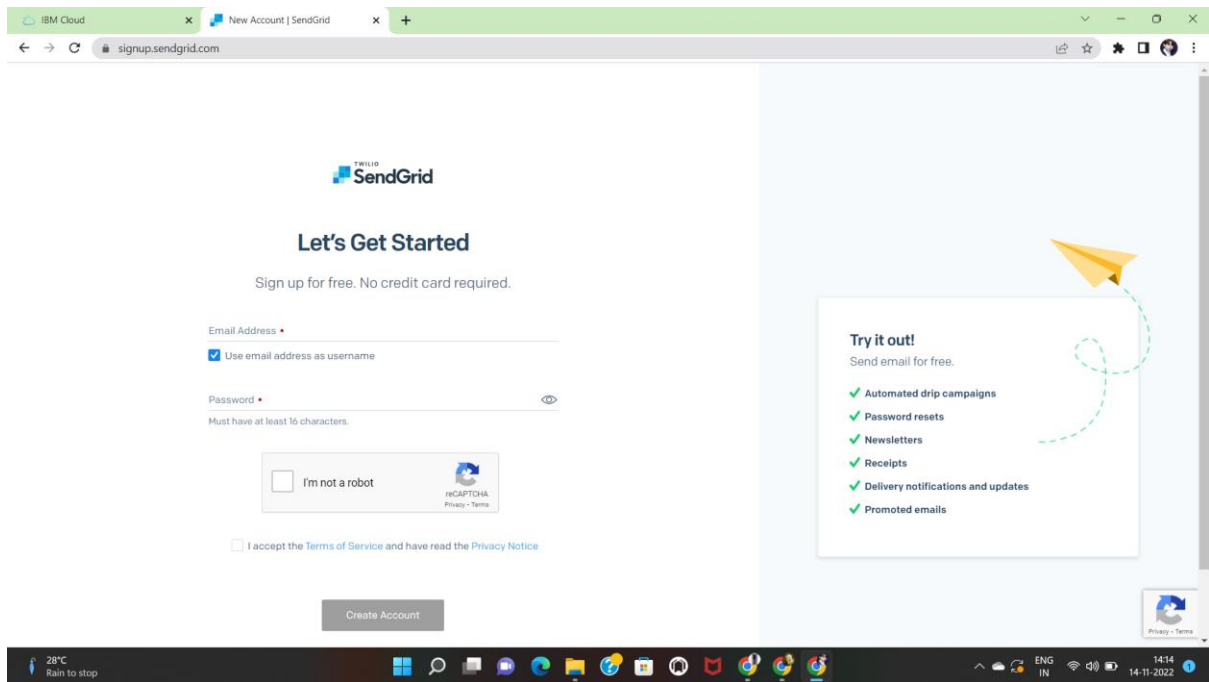 IBM Cloud
New Account | SendGrid
signup.sendgrid.com
TWILIO
SendGrid
Let's Get Started
Sign up for free. No credit card required.
Email Address •
Use email address as username
Password •
Must have at least 16 characters.
I'm not a robot
reCAPTCHA
Privacy - Terms
I accept the Terms of Service and have read the Privacy Notice
Create Account
Try it out!
Send email for free.
Automated drip campaigns
Password resets
Newsletters
Receipts
Delivery notifications and updates
Promoted emails
Privacy - Terms
28°C
Rain to stop
ENG
IN
14:14
14-11-2022
1